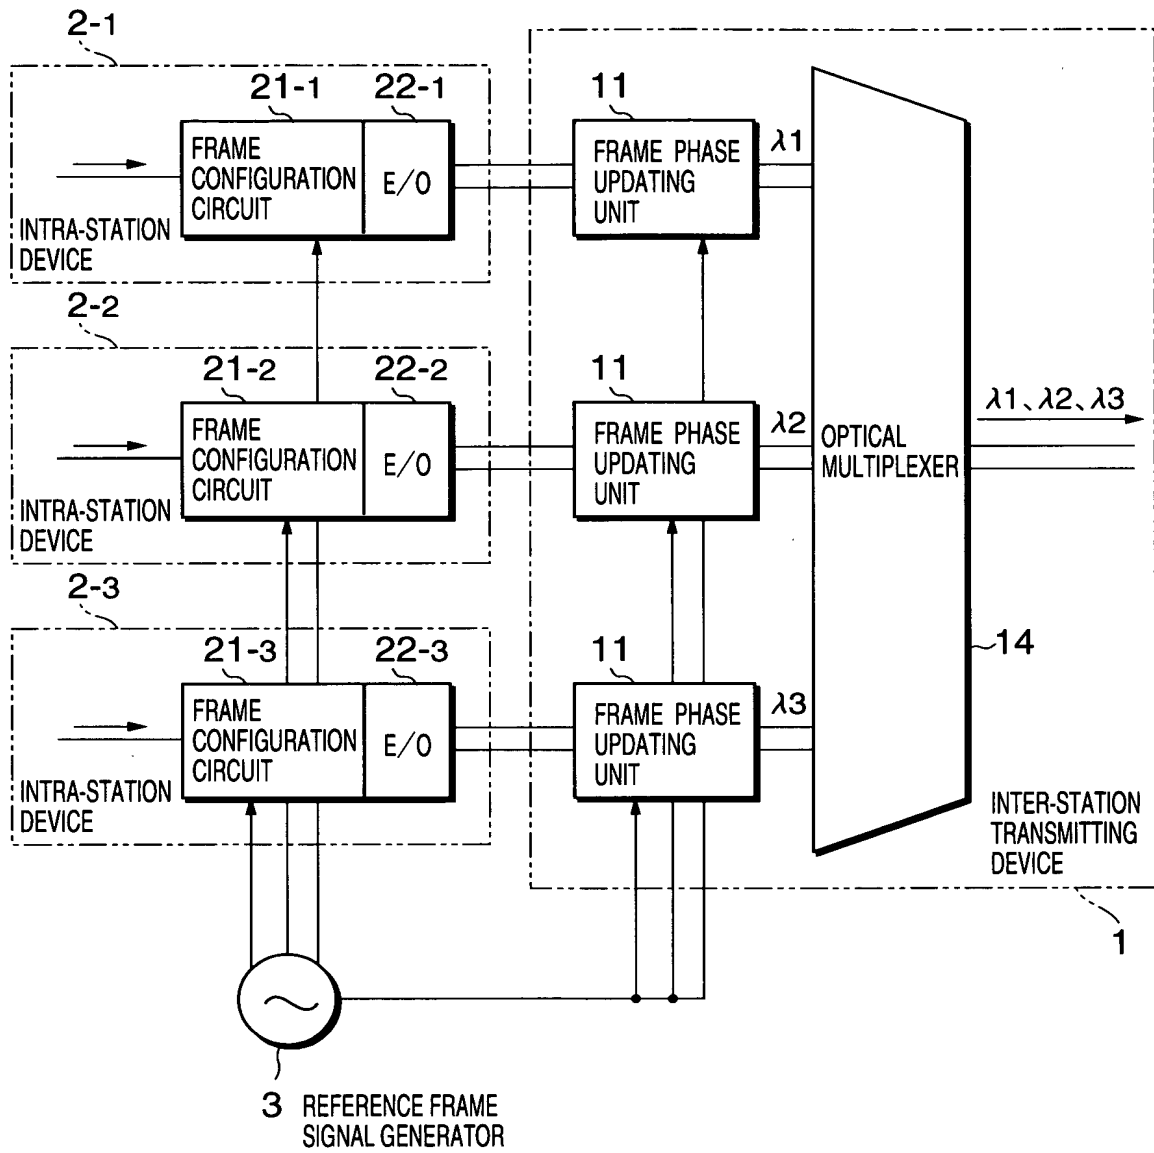 2-1
21-1
22-1
11
FRAME
CONFIGURATION
CIRCUIT
E/O
FRAME PHASE
UPDATING
UNIT
λ1
INTRA-STATION
DEVICE
2-2
21-2
22-2
11
FRAME
CONFIGURATION
CIRCUIT
E/O
FRAME PHASE
UPDATING
UNIT
λ2
OPTICAL
MULTIPLEXER
λ1、λ2、λ3
INTRA-STATION
DEVICE
2-3
21-3
22-3
11
14
FRAME
CONFIGURATION
CIRCUIT
E/O
FRAME PHASE
UPDATING
UNIT
λ3
INTRA-STATION
DEVICE
INTER-STATION
TRANSMITTING
DEVICE
1
3
REFERENCE FRAME
SIGNAL GENERATOR